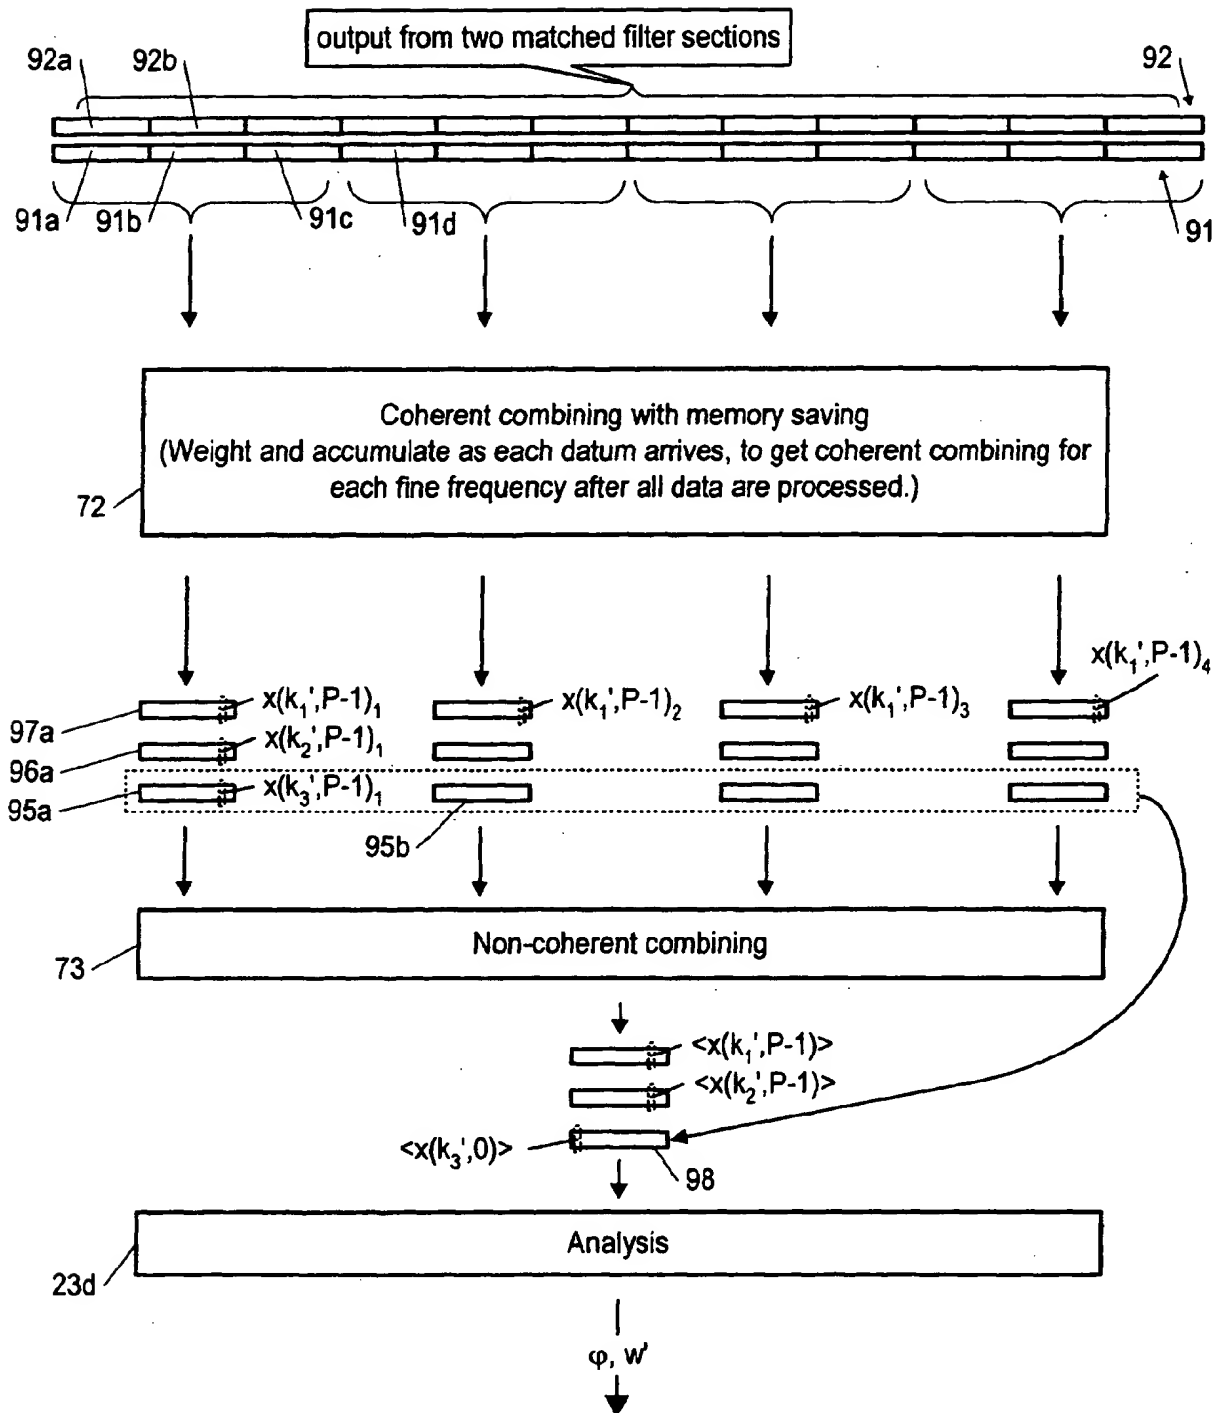 output from two matched filter sections
92a 92b 92
91a 91b 91c 91d 91
Coherent combining with memory saving
(Weight and accumulate as each datum arrives, to get coherent combining for
each fine frequency after all data are processed.)
72
x(k₁',P-1)₄
x(k₁',P-1)₁ x(k₁',P-1)₂ x(k₁',P-1)₃
97a
x(k₂',P-1)₁
96a
x(k₃',P-1)₁
95a
95b
Non-coherent combining
73
<x(k₁',P-1)>
<x(k₂',P-1)>
<x(k₃',0)>
98
Analysis
23d
φ, w'